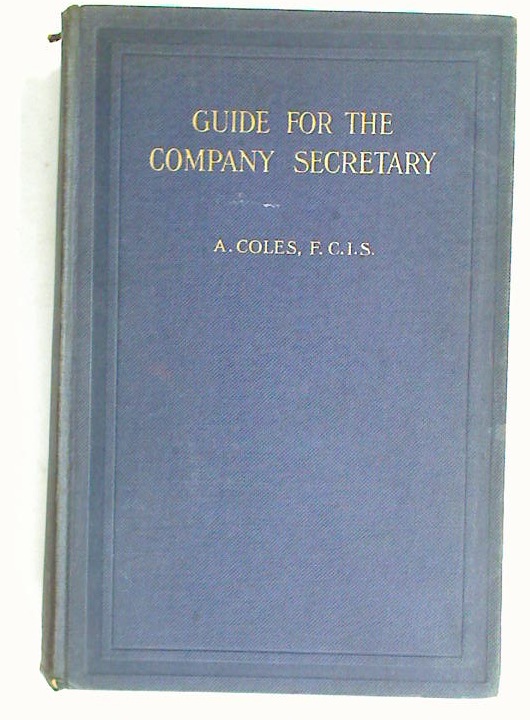 GUIDE FOR THE
COMPANY SECRETARY
A. COLES, F. C. I. S.